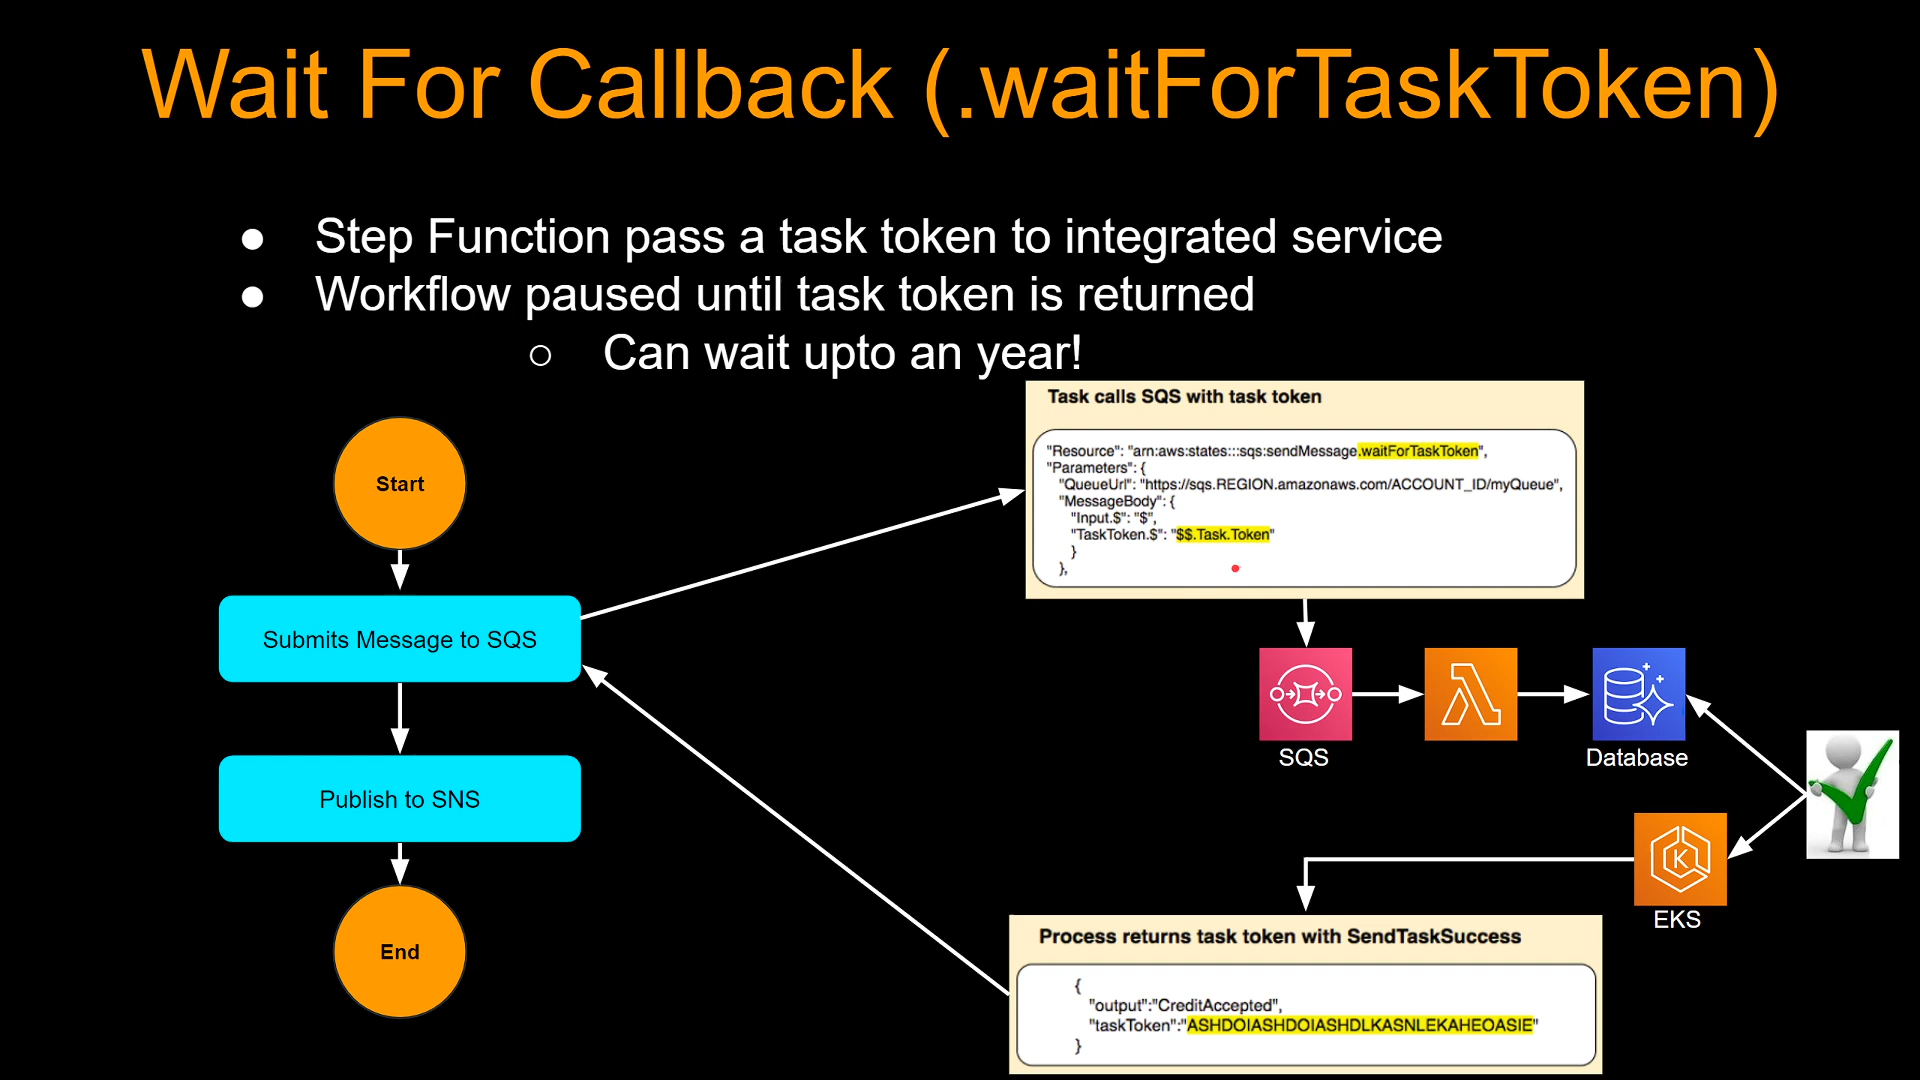 Wait For Callback (.waitForTaskToken)
● Step Function pass a task token to integrated service
● Workflow paused until task token is returned
○ Can wait upto an year!
Start
Submits Message to SQS
Publish to SNS
End
Task calls SQS with task token
"Resource": "arn:aws:states:::sqs:sendMessage.waitForTaskToken",
"Parameters": {
"QueueUrl": "https://sqs.REGION.amazonaws.com/ACCOUNT_ID/myQueue",
"MessageBody": {
"Input.$": "$",
"TaskToken.$": "$$.Task.Token"
}
},
SQS
Database
K
EKS
Process returns task token with SendTaskSuccess
{
"output":"CreditAccepted",
"taskToken":"ASHDOIASHDOIASHDLKASNLEKAHEOASIE"
}